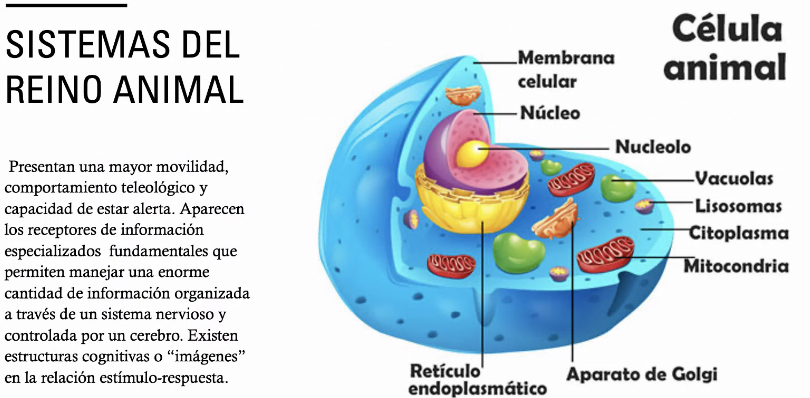 SISTEMAS DEL
REINO ANIMAL
Presentan una mayor movilidad,
comportamiento teleológico y
capacidad de estar alerta. Aparecen
los receptores de información
especializados fundamentales que
permiten manejar una enorme
cantidad de información organizada
a través de un sistema nervioso y
controlada por un cerebro. Existen
estructuras cognitivas o “imágenes”
en la relación estímulo-respuesta.
Célula
animal
Membrana
celular
Núcleo
Nucleolo
Vacuolas
Lisosomas
Citoplasma
Mitocondria
Retículo
endoplasmático
Aparato de Golgi